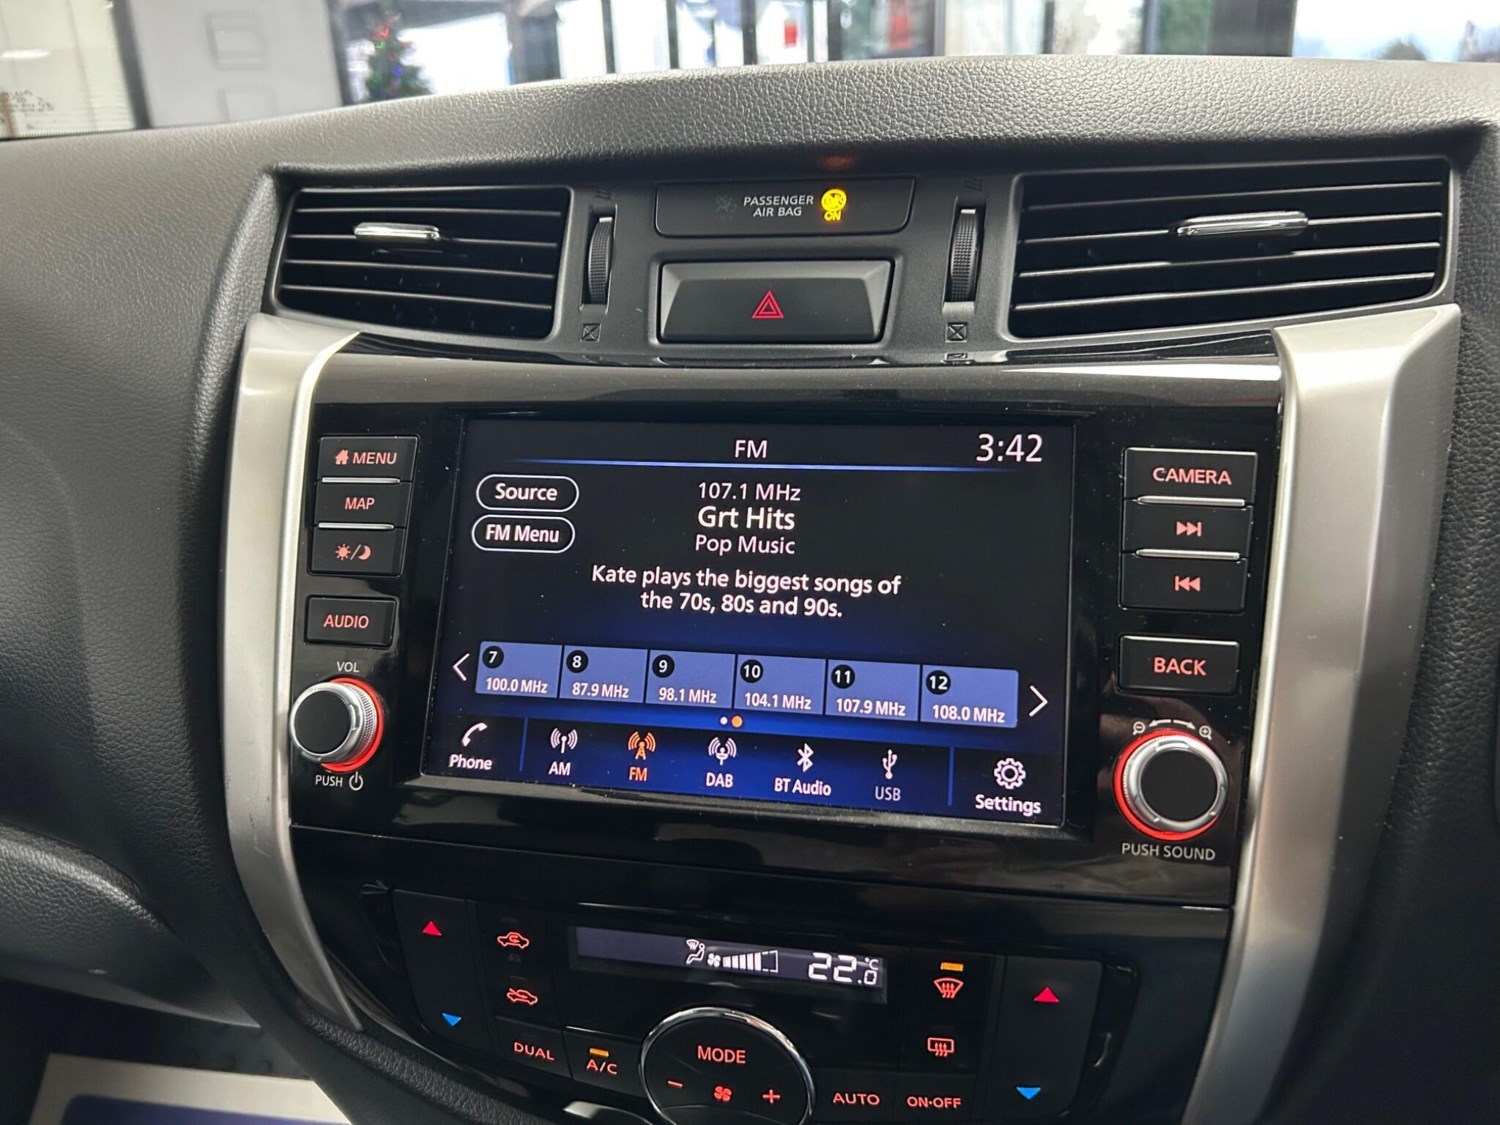 PASSENGER
AIR BAG
ON
MENU
MAP
AUDIO
VOL
PUSH
FM
3:42
Source
FM Menu
107.1 MHz
Grt Hits
Pop Music
Kate plays the biggest songs of
the 70s, 80s and 90s.
7 8 9 10 11 12
100.0 MHz 87.9 MHz 98.1 MHz 104.1 MHz 107.9 MHz 108.0 MHz
Phone AM FM DAB BT Audio USB Settings
CAMERA
BACK
PUSH SOUND
22.0 °C
DUAL
A/C
MODE
- +
AUTO
ON·OFF